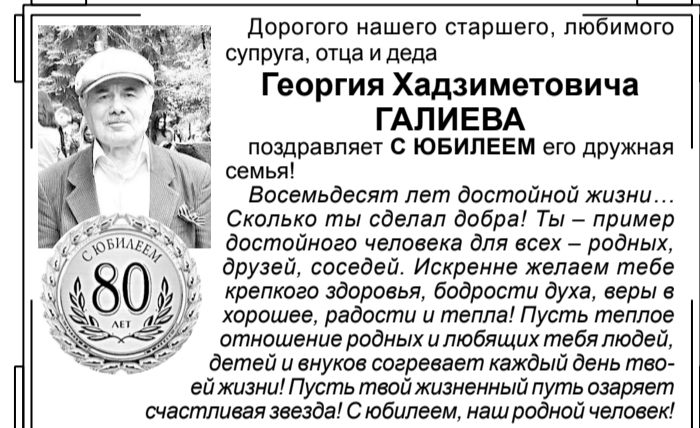 Дорогого нашего старшего, любимого
супруга, отца и деда
Георгия Хадзиметовича
ГАЛИЕВА
поздравляет С ЮБИЛЕЕМ его дружная
семья!
Восемьдесят лет достойной жизни...
Сколько ты сделал добра! Ты – пример
достойного человека для всех – родных,
друзей, соседей. Искренне желаем тебе
крепкого здоровья, бодрости духа, веры в
хорошее, радости и тепла! Пусть теплое
отношение родных и любящих тебя людей,
детей и внуков согревает каждый день тво-
ей жизни! Пусть твой жизненный путь озаряет
счастливая звезда! С юбилеем, наш родной человек!
С ЮБИЛЕЕМ
80
ЛЕТ